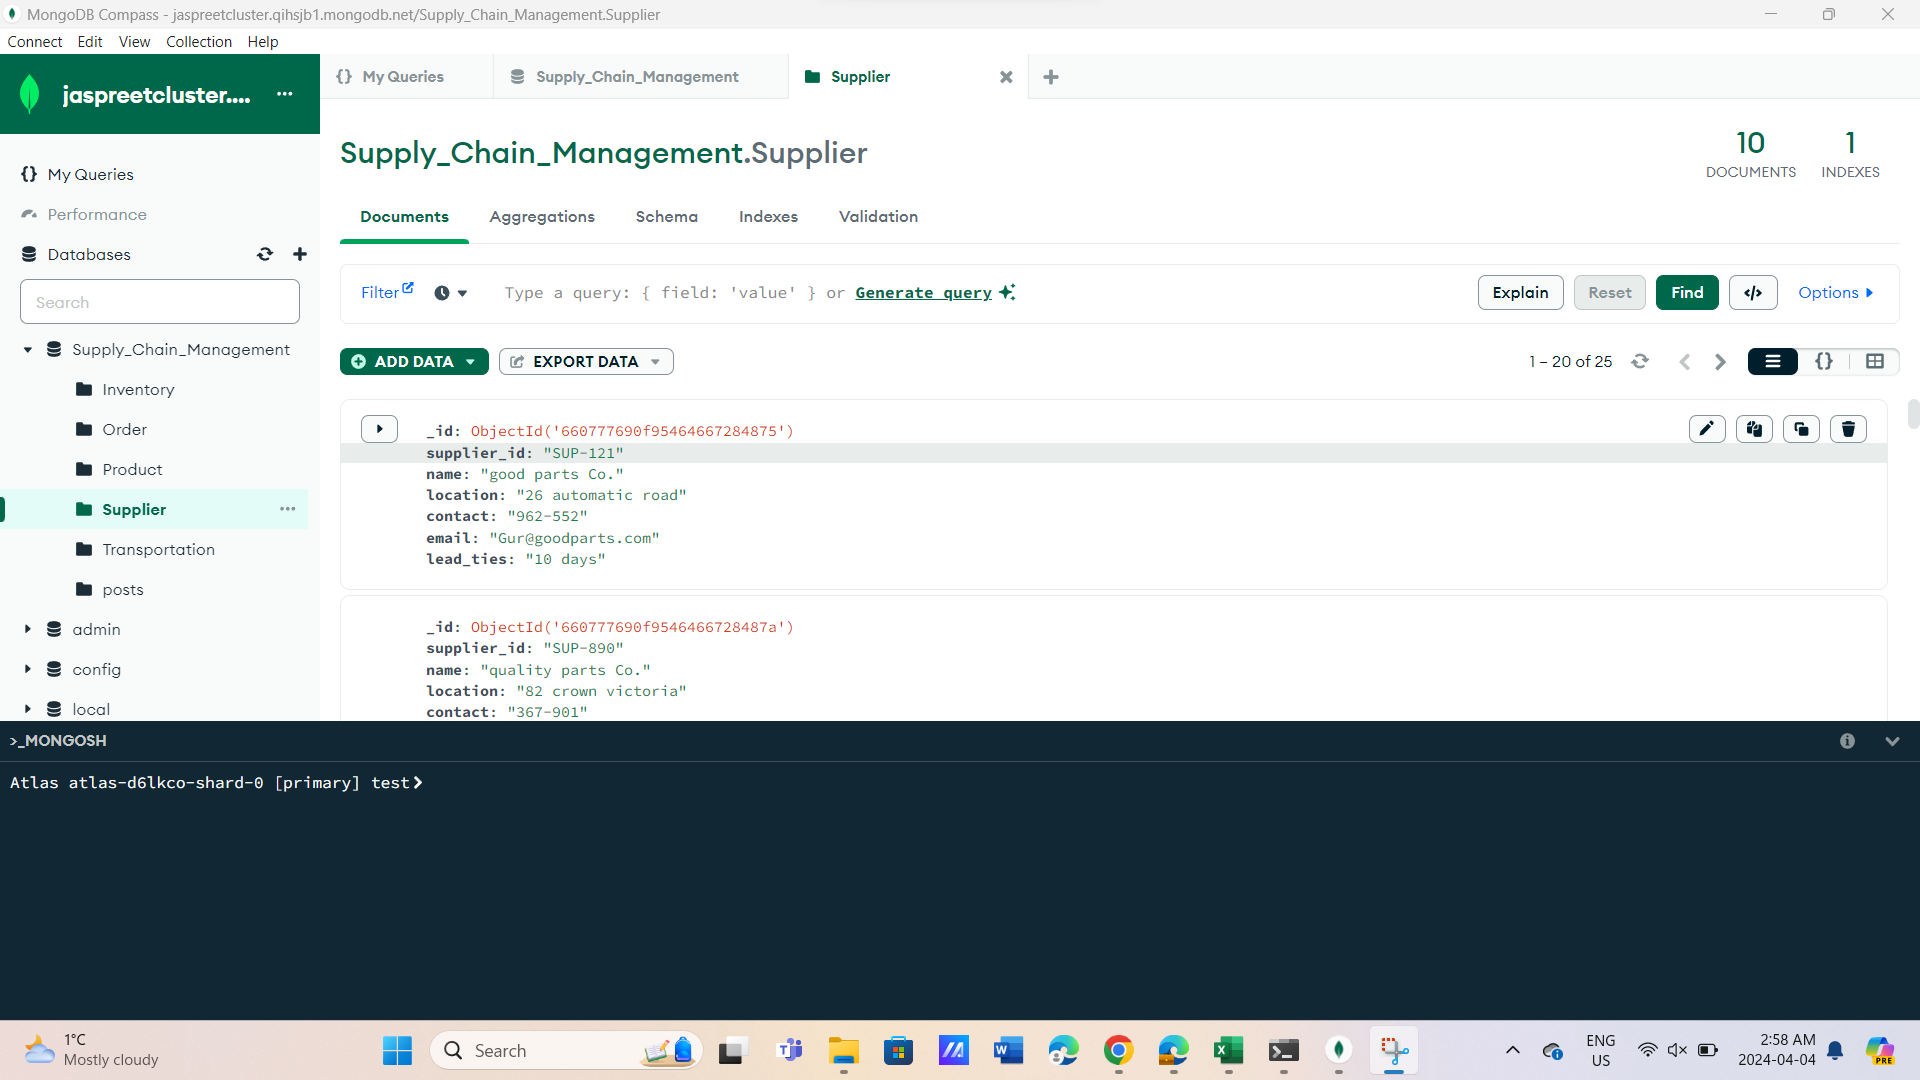 MongoDB Compass - jaspreetcluster.qihsjb1.mongodb.net/Supply_Chain_Management.Supplier
Connect Edit View Collection Help
jaspreetcluster....
My Queries
Supply_Chain_Management
Supplier
Supply_Chain_Management.Supplier
10
DOCUMENTS
1
INDEXES
My Queries
Performance
Databases
Search
Supply_Chain_Management
Inventory
Order
Product
Supplier
Transportation
posts
admin
config
local
Documents Aggregations Schema Indexes Validation
Filter
Type a query: { field: 'value' } or Generate query
Explain Reset Find </> Options
ADD DATA EXPORT DATA
1 – 20 of 25
{}
_id: ObjectId('660777690f95464667284875')
supplier_id: "SUP-121"
name: "good parts Co."
location: "26 automatic road"
contact: "962-552"
email: "Gur@goodparts.com"
lead_ties: "10 days"
_id: ObjectId('660777690f9546466728487a')
supplier_id: "SUP-890"
name: "quality parts Co."
location: "82 crown victoria"
contact: "367-901"
>_MONGOSH
Atlas atlas-d6lkco-shard-0 [primary] test>
1°C
Mostly cloudy
Search
ENG
US
2:58 AM
2024-04-04
PRE